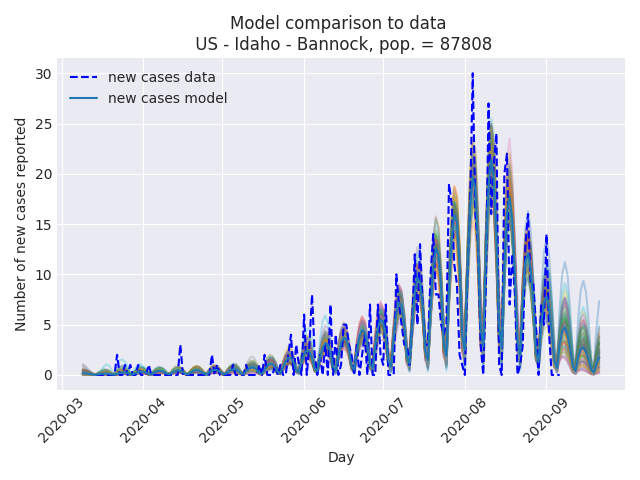 Model comparison to data
US - Idaho - Bannock, pop. = 87808
new cases data
new cases model
Number of new cases reported
30
25
20
15
10
5
0
2020-03
2020-04
2020-05
2020-06
2020-07
2020-08
2020-09
Day